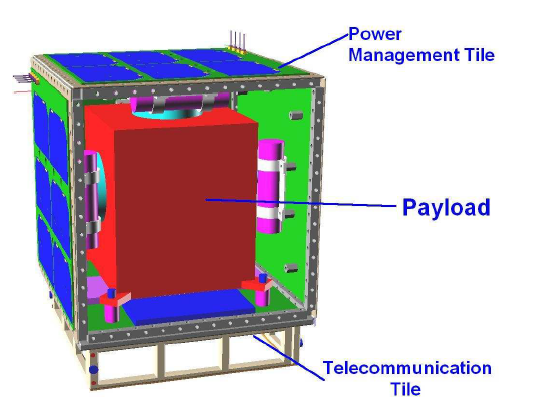 Power
Management Tile
Payload
Telecommunication
Tile